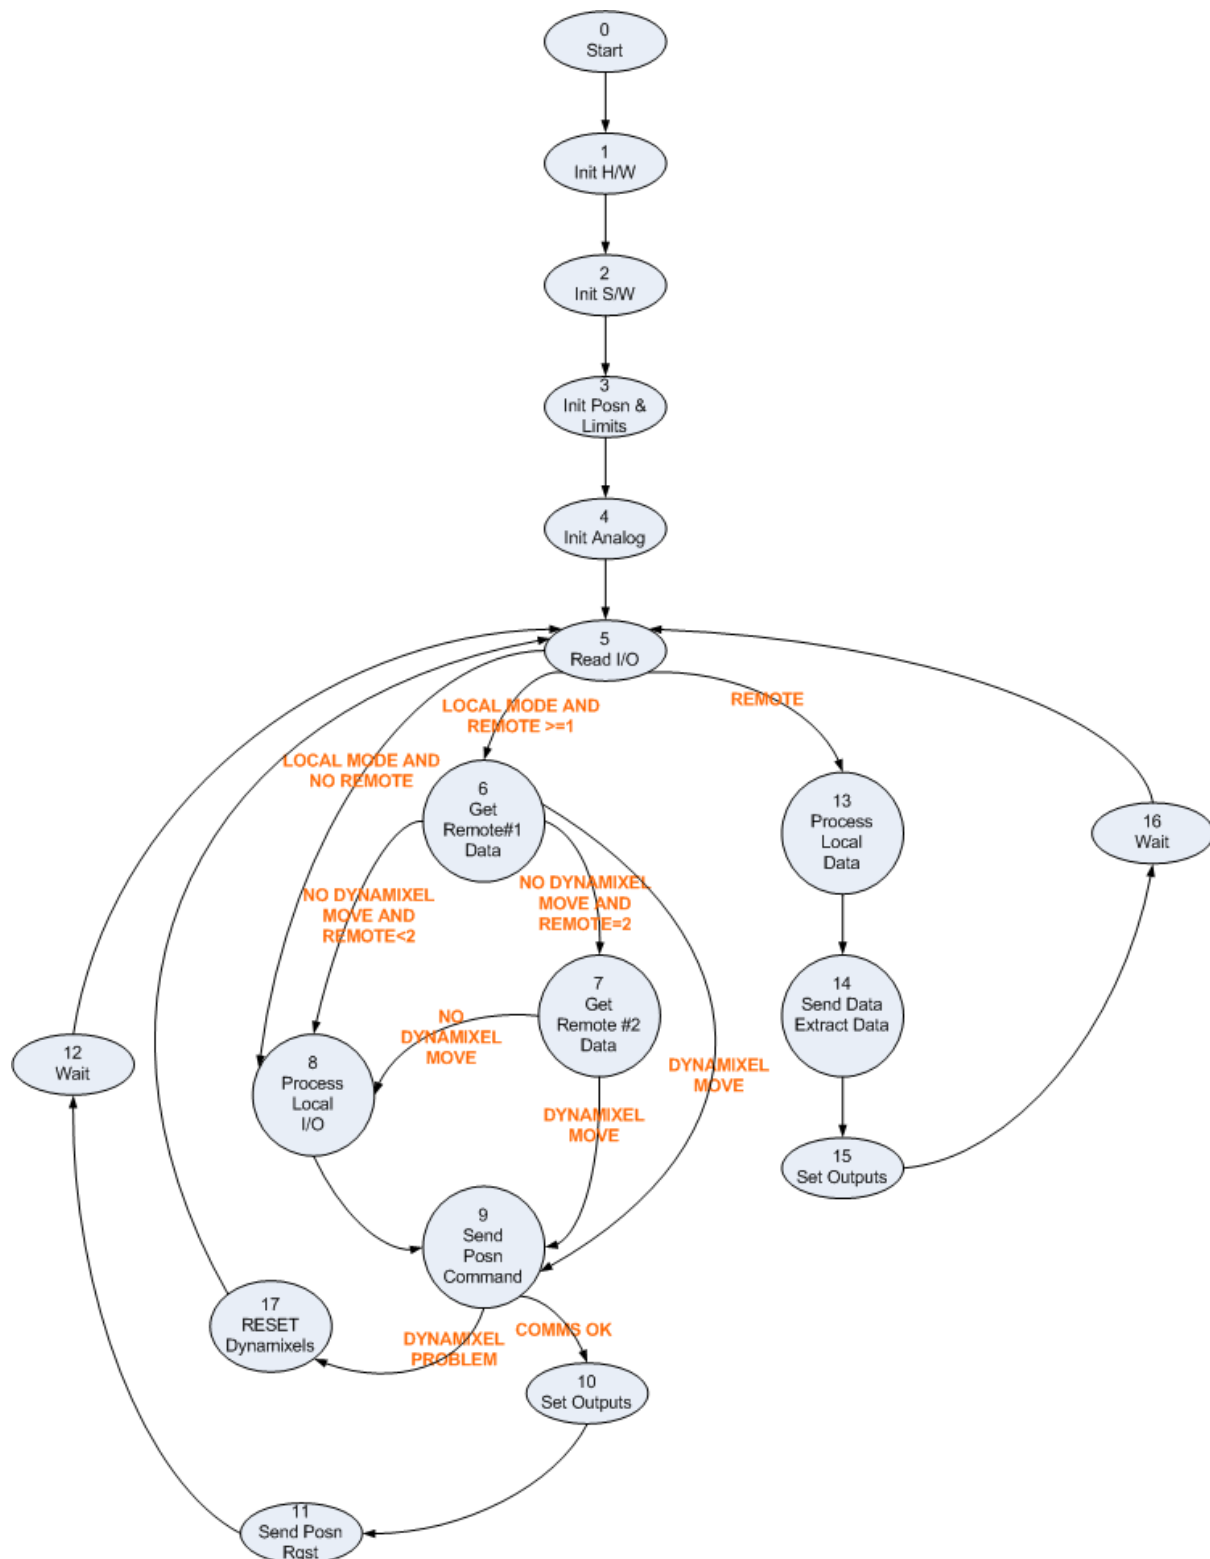 0
Start
1
Init H/W
2
Init S/W
3
Init Posn &
Limits
4
Init Analog
5
Read I/O
LOCAL MODE AND
REMOTE >=1
REMOTE
LOCAL MODE AND
NO REMOTE
6
Get
Remote#1
Data
13
Process
Local
Data
16
Wait
NO DYNAMIXEL
MOVE AND
REMOTE<2
NO DYNAMIXEL
MOVE AND
REMOTE=2
7
Get
Remote #2
Data
14
Send Data
Extract Data
NO
DYNAMIXEL
MOVE
12
Wait
8
Process
Local
I/O
DYNAMIXEL
MOVE
DYNAMIXEL
MOVE
15
Set Outputs
9
Send
Posn
Command
17
RESET
Dynamixels
DYNAMIXEL
PROBLEM
COMMS OK
10
Set Outputs
11
Send Posn
Rqst